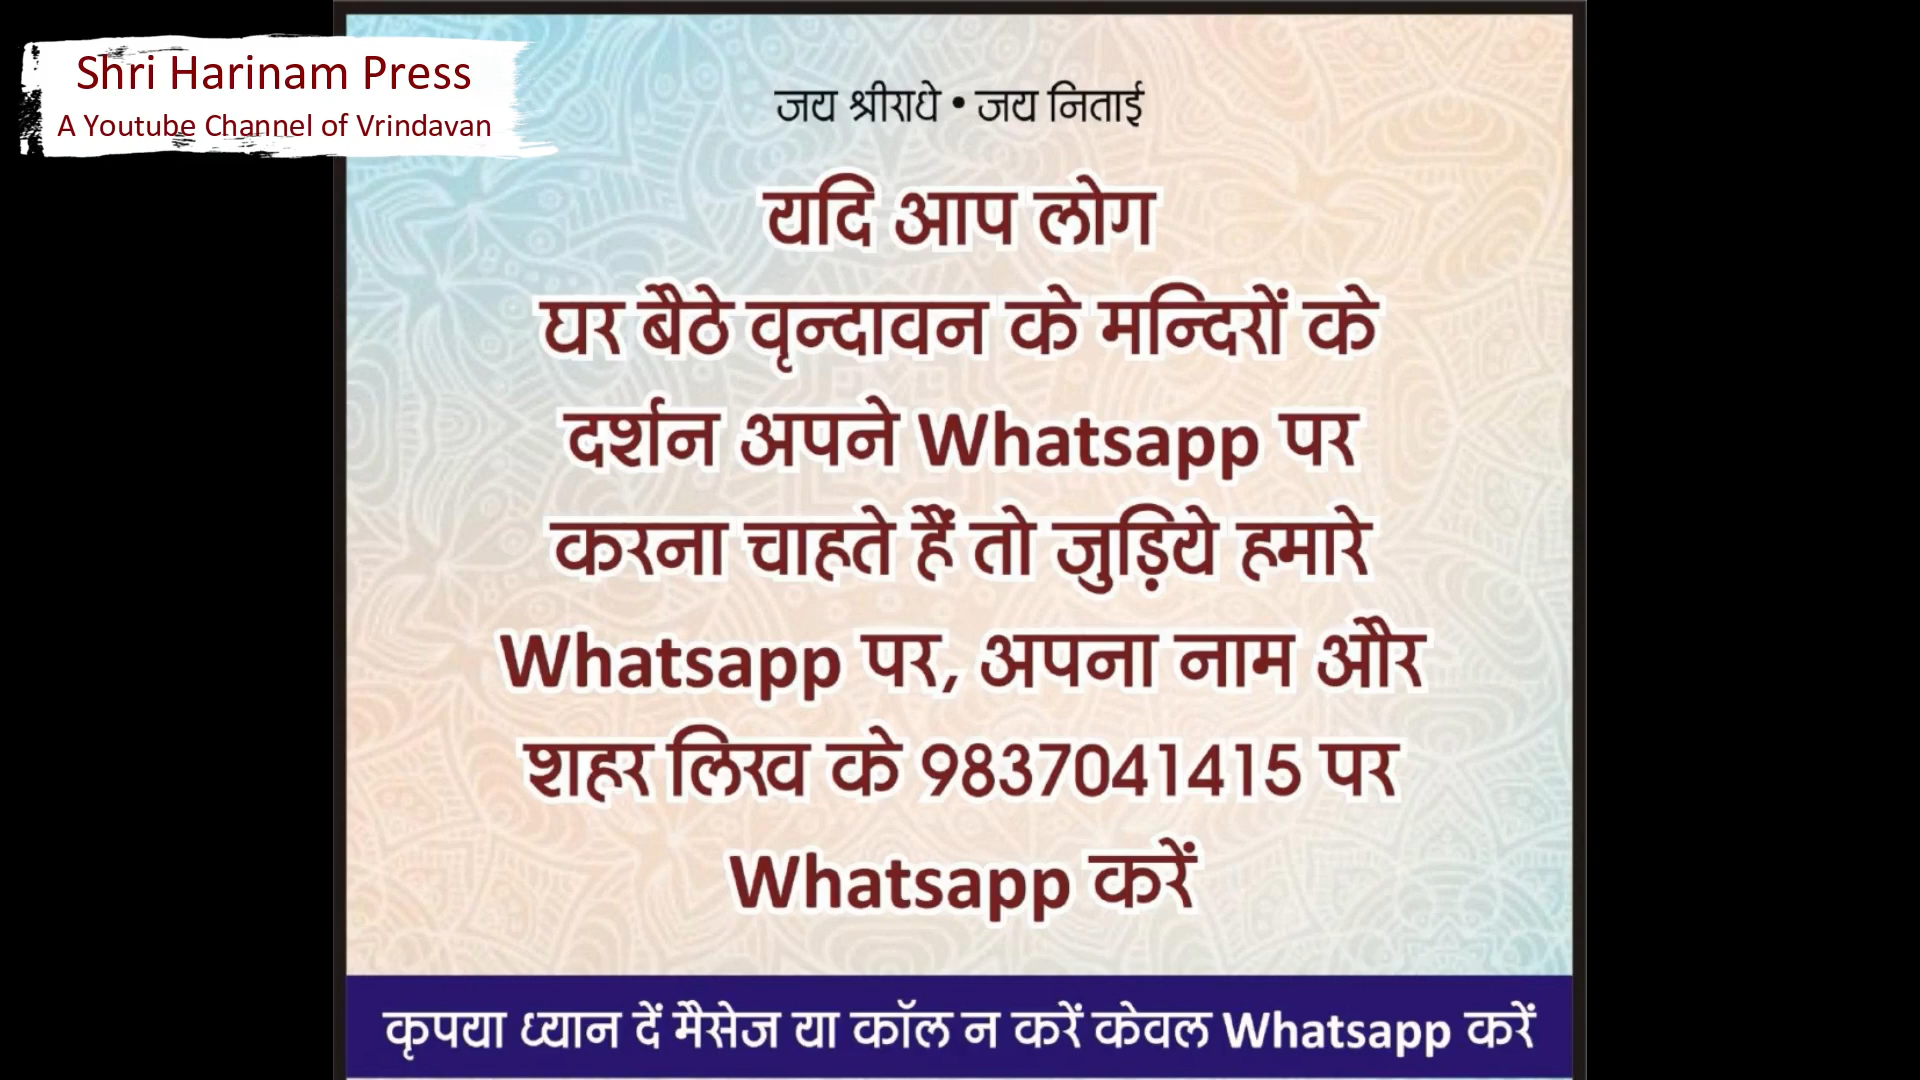 Shri Harinam Press
A Youtube Channel of Vrindavan
जय श्रीराधे • जय निताई
यदि आप लोग
घर बैठे वृन्दावन के मन्दिरों के
दर्शन अपने Whatsapp पर
करना चाहते हैं तो जुड़िये हमारे
Whatsapp पर, अपना नाम और
शहर लिख के 9837041415 पर
Whatsapp करें
कृपया ध्यान दें मैसेज या कॉल न करें केवल Whatsapp करें